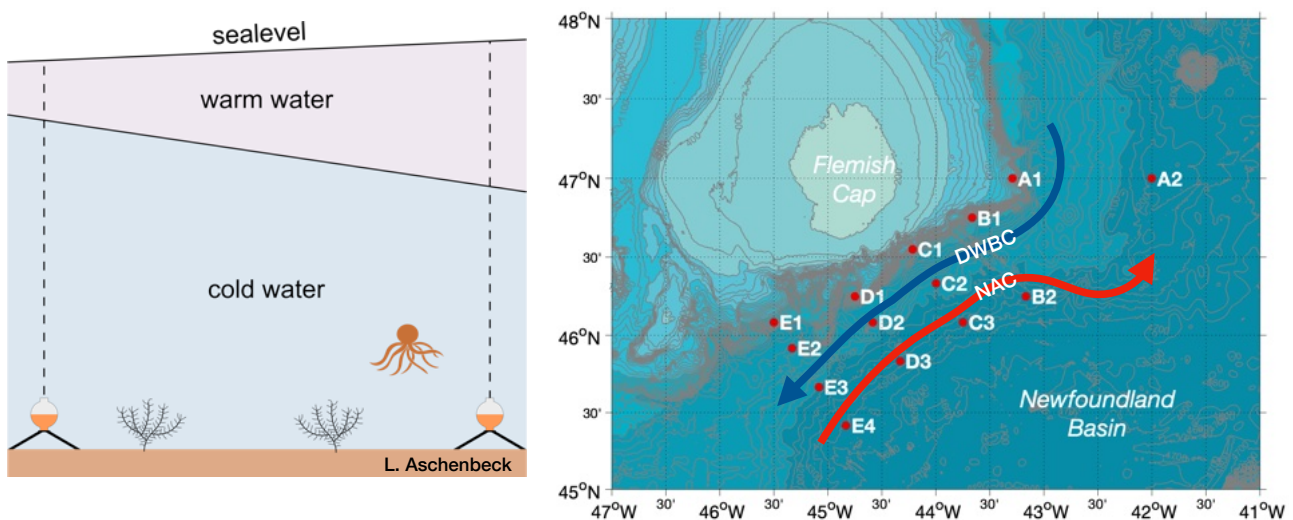 sealevel
warm water
cold water
L. Aschenbeck
48°N
30'
47°N
30'
46°N
30'
45°N
47°W
30'
46°W
30'
45°W
30'
44°W
30'
43°W
30'
42°W
30'
41°W
Flemish
Cap
A1
A2
B1
C1
DWBC
C2
NAC
B2
D1
E1
D2
C3
E2
D3
E3
E4
Newfoundland
Basin